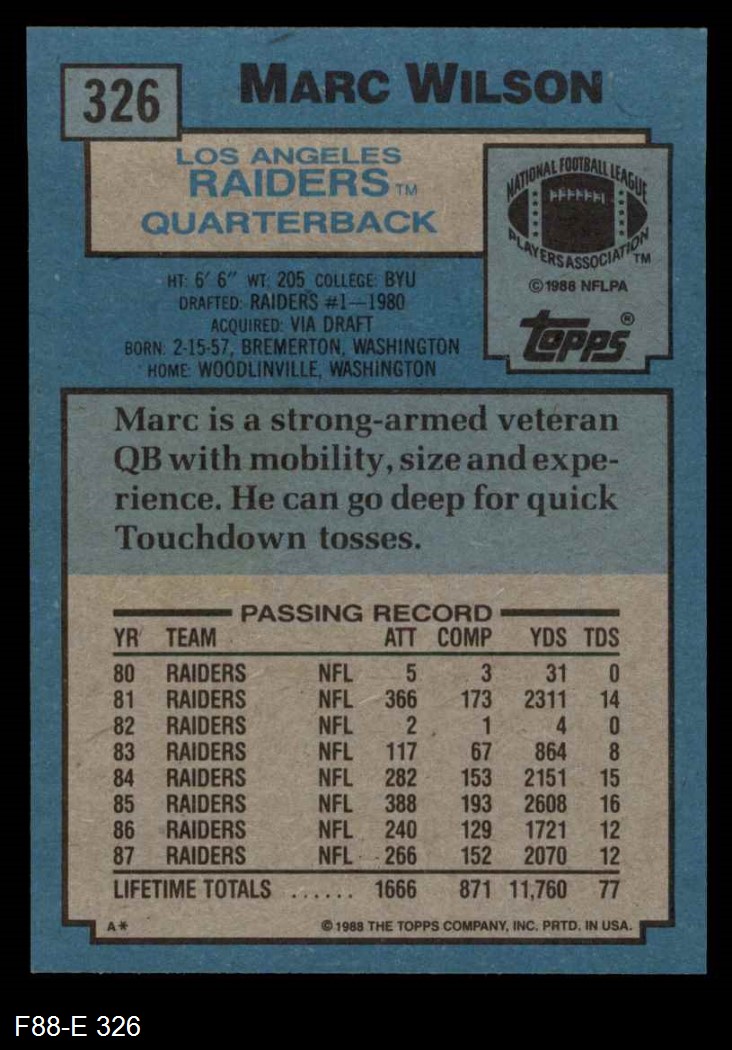 326
MARC WILSON
LOS ANGELES
RAIDERS TM
QUARTERBACK
NATIONAL FOOTBALL LEAGUE
PLAYERS ASSOCIATION TM
©1988 NFLPA
topps®
HT: 6' 6" WT: 205 COLLEGE: BYU
DRAFTED: RAIDERS #1—1980
ACQUIRED: VIA DRAFT
BORN: 2-15-57, BREMERTON, WASHINGTON
HOME: WOODLINVILLE, WASHINGTON
Marc is a strong-armed veteran
QB with mobility, size and expe-
rience. He can go deep for quick
Touchdown tosses.
PASSING RECORD
YR TEAM ATT COMP YDS TDS
80 RAIDERS NFL 5 3 31 0
81 RAIDERS NFL 366 173 2311 14
82 RAIDERS NFL 2 1 4 0
83 RAIDERS NFL 117 67 864 8
84 RAIDERS NFL 282 153 2151 15
85 RAIDERS NFL 388 193 2608 16
86 RAIDERS NFL 240 129 1721 12
87 RAIDERS NFL 266 152 2070 12
LIFETIME TOTALS ...... 1666 871 11,760 77
A* ©1988 THE TOPPS COMPANY, INC. PRTD. IN USA.
F88-E 326